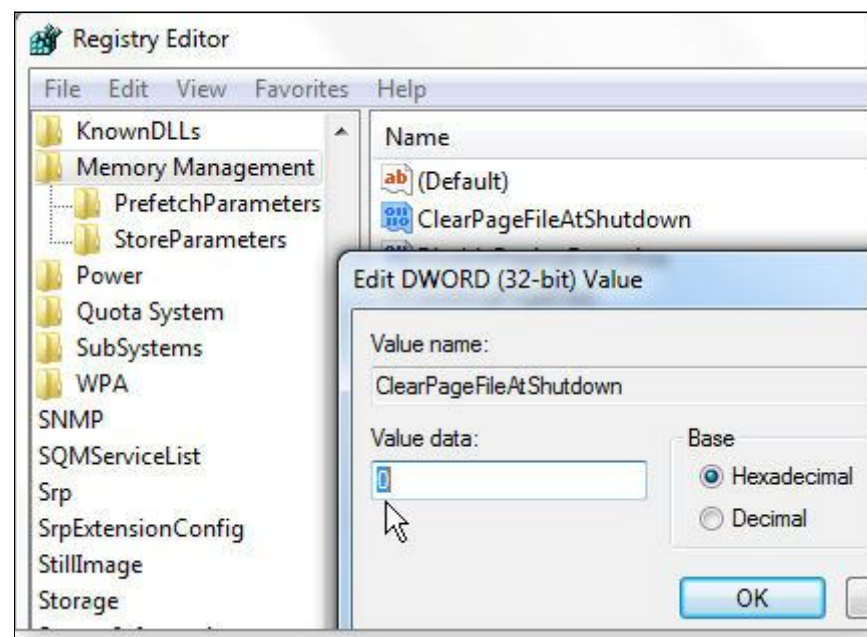 Registry Editor
File Edit View Favorites Help
KnownDLLs
Memory Management
PrefetchParameters
StoreParameters
Power
Quota System
SubSystems
WPA
SNMP
SQMServiceList
Srp
SrpExtensionConfig
StillImage
Storage
Name
ab (Default)
ClearPageFileAtShutdown
Edit DWORD (32-bit) Value
Value name:
ClearPageFileAtShutdown
Value data:
0
Base
Hexadecimal
Decimal
OK